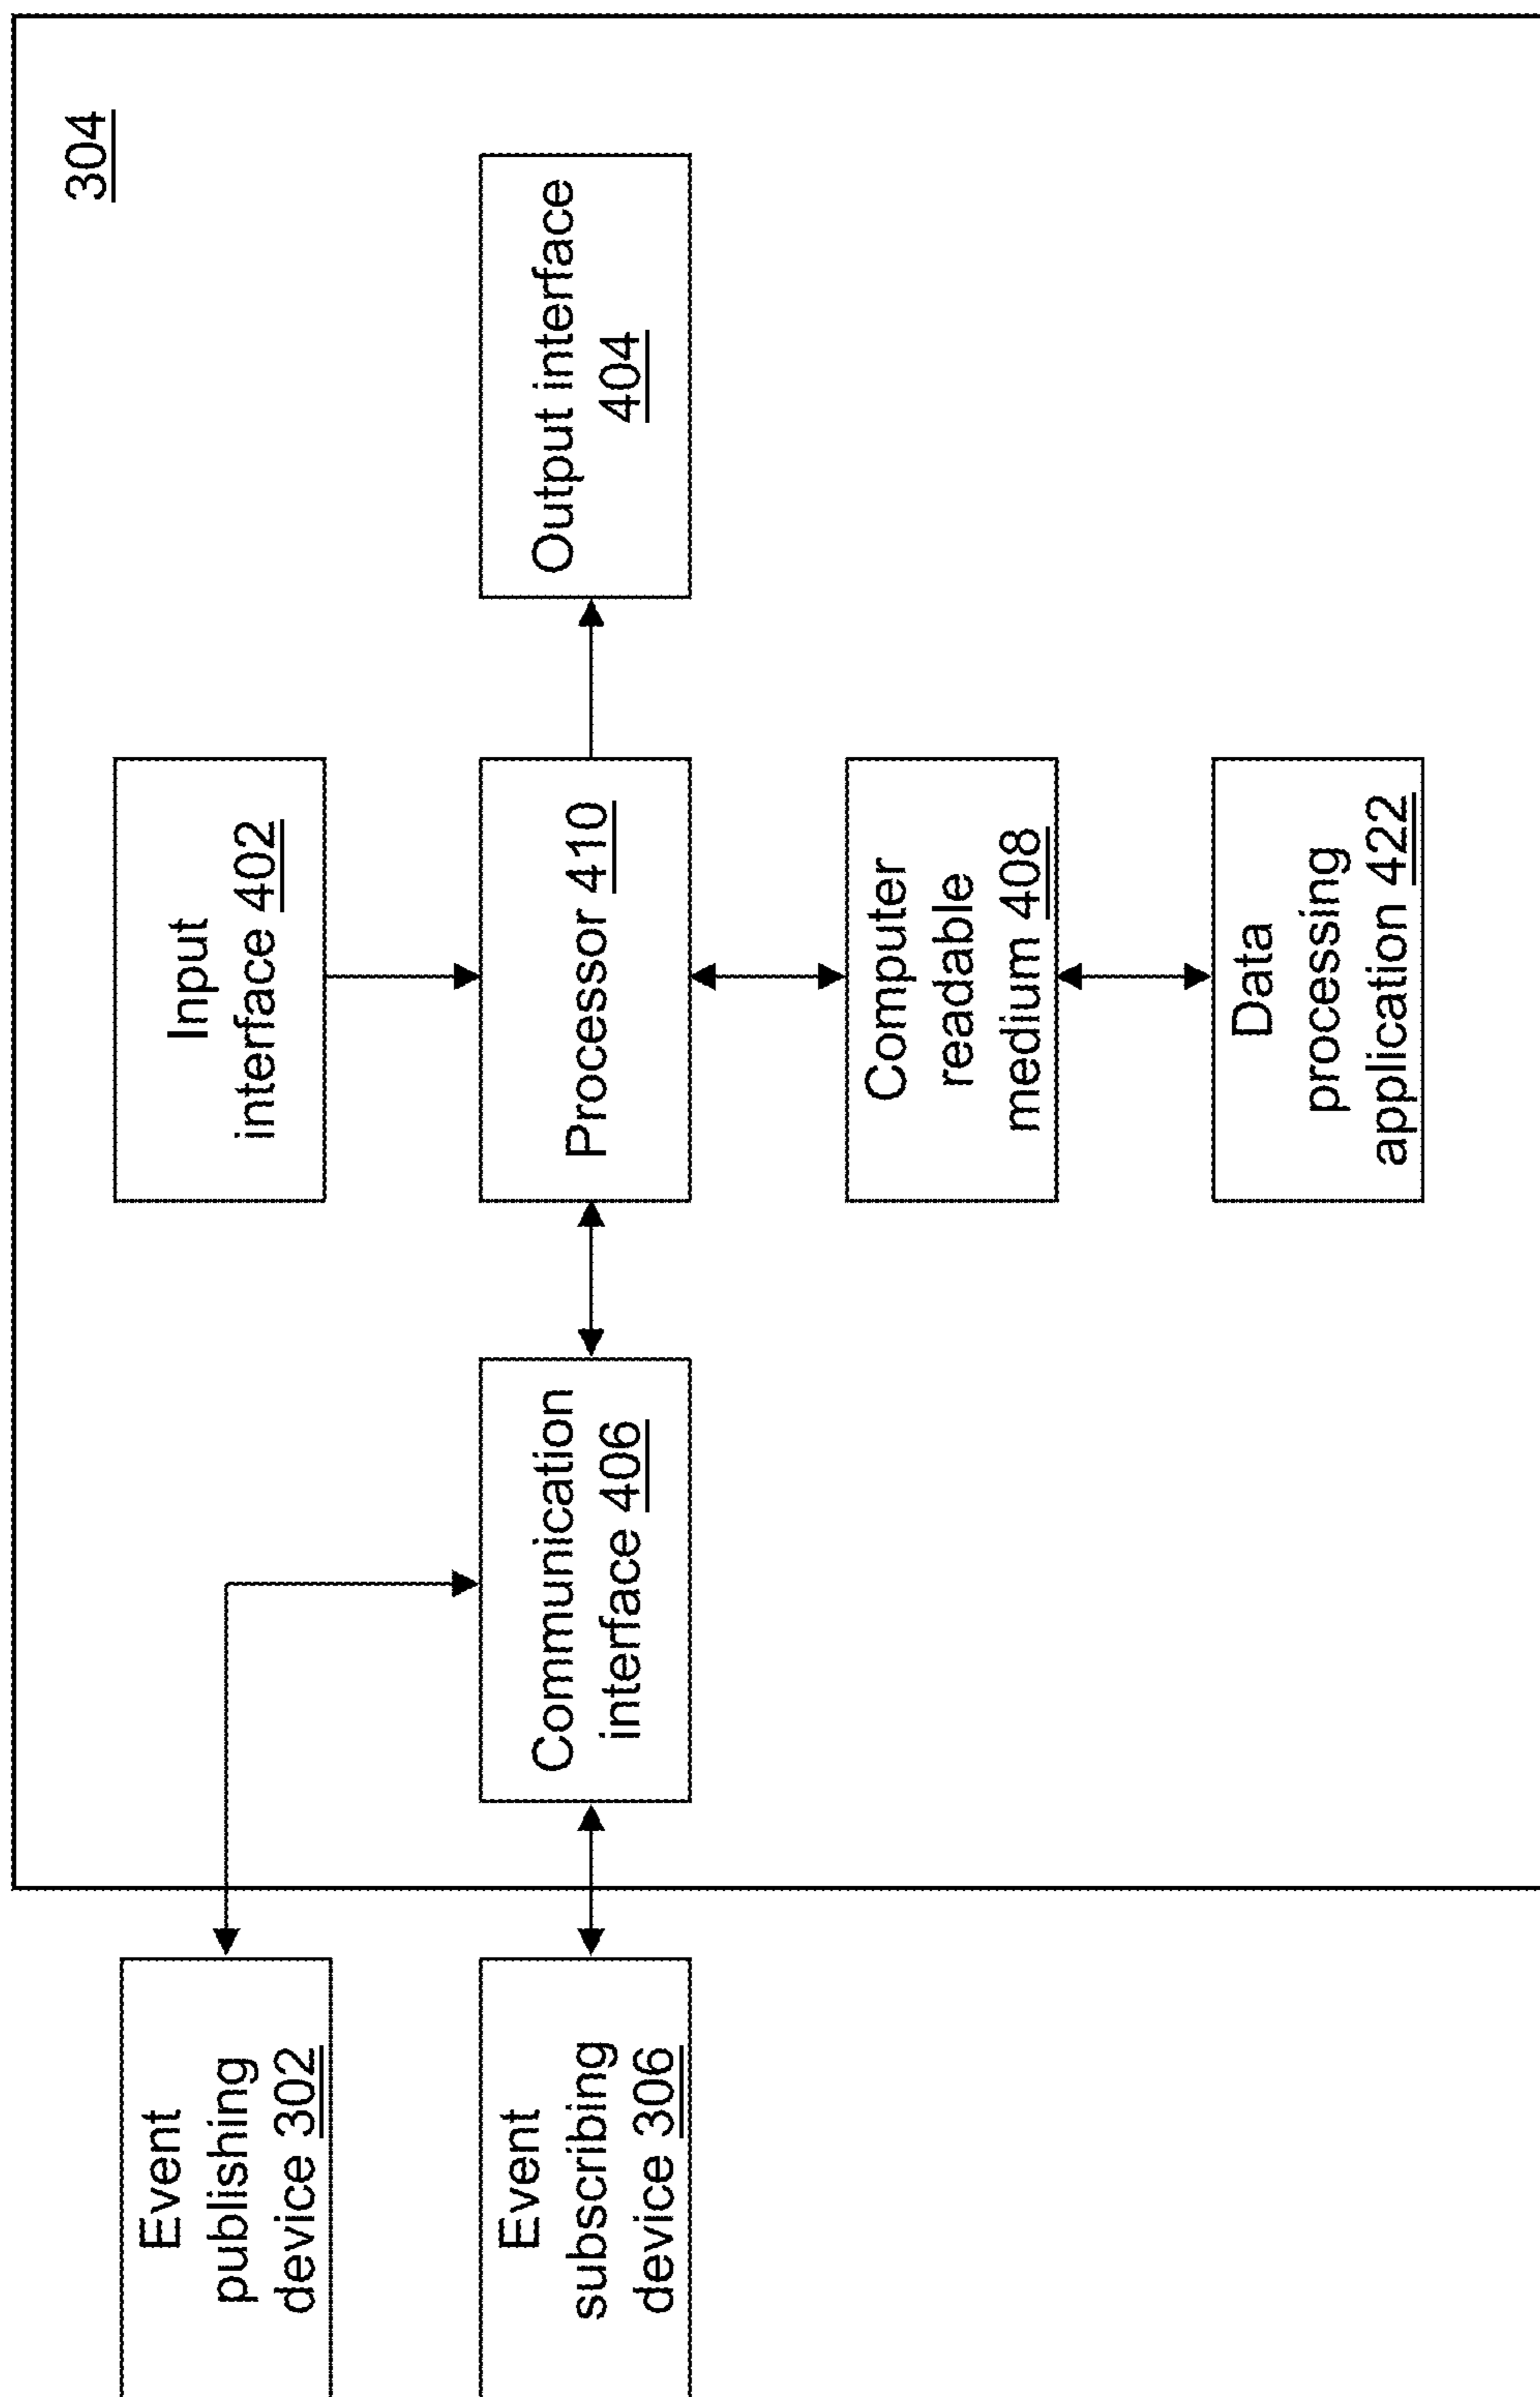 304
Input
interface 402
Event
publishing
device 302
Event
subscribing
device 306
Communication
interface 406
Processor 410
Output interface
404
Computer
readable
medium 408
Data
processing
application 422